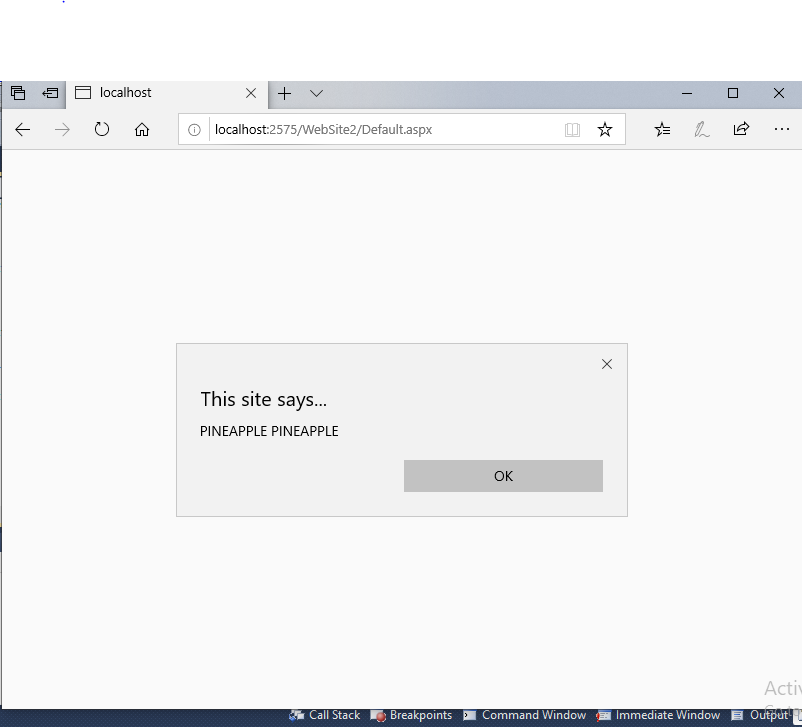 localhost
localhost:2575/WebSite2/Default.aspx
This site says...
PINEAPPLE PINEAPPLE
OK
Call Stack Breakpoints Command Window Immediate Window Output